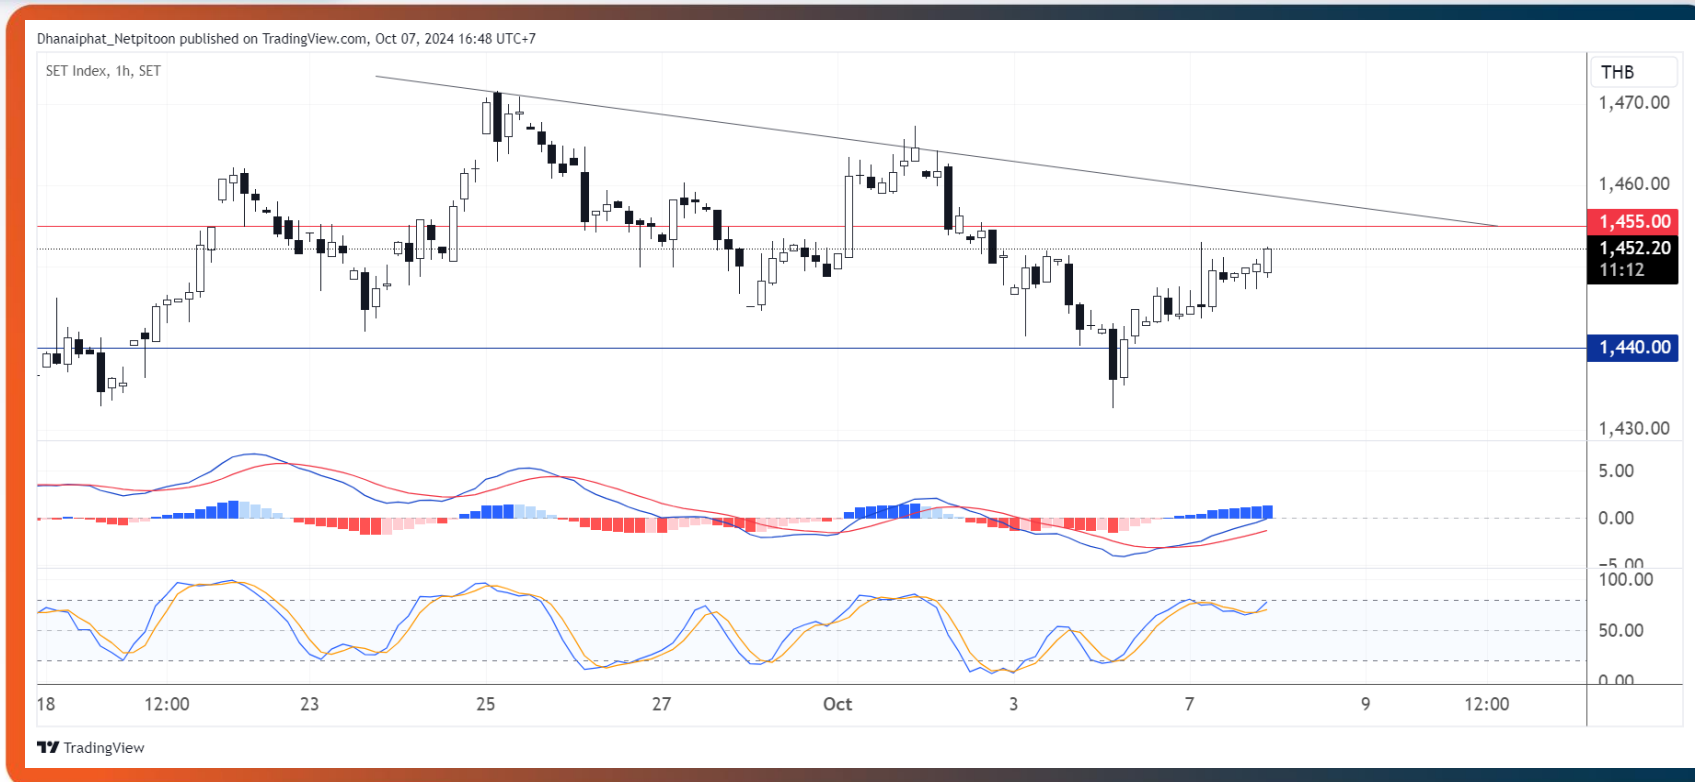 Dhanaiphat_Netpitoon published on TradingView.com, Oct 07, 2024 16:48 UTC+7
SET Index, 1h, SET
THB
1,470.00
1,460.00
1,455.00
1,452.20
11:12
1,440.00
1,430.00
5.00
0.00
−5.00
100.00
50.00
0.00
18 12:00 23 25 27 Oct 3 7 9 12:00
TradingView